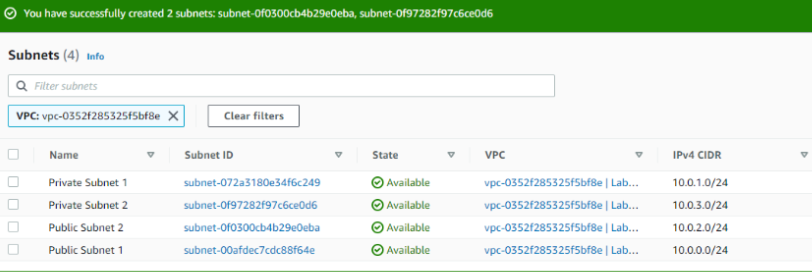 You have successfully created 2 subnets: subnet-0f0300cb4b29e0eba, subnet-0f97282f97c6ce0d6
Subnets (4) Info
Filter subnets
VPC: vpc-0352f285325f5bf8e Clear filters
Name Subnet ID State VPC IPv4 CIDR
Private Subnet 1 subnet-072a3180e34f6c249 Available vpc-0352f285325f5bf8e | Lab... 10.0.1.0/24
Private Subnet 2 subnet-0f97282f97c6ce0d6 Available vpc-0352f285325f5bf8e | Lab... 10.0.3.0/24
Public Subnet 2 subnet-0f0300cb4b29e0eba Available vpc-0352f285325f5bf8e | Lab... 10.0.2.0/24
Public Subnet 1 subnet-00afdec7cdc88f64e Available vpc-0352f285325f5bf8e | Lab... 10.0.0.0/24